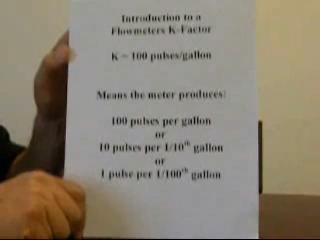 Introduction to a
Flowmeters K-Factor
K = 100 pulses/gallon
Means the meter produces:
100 pulses per gallon
or
10 pulses per 1/10th gallon
or
1 pulse per 1/100th gallon